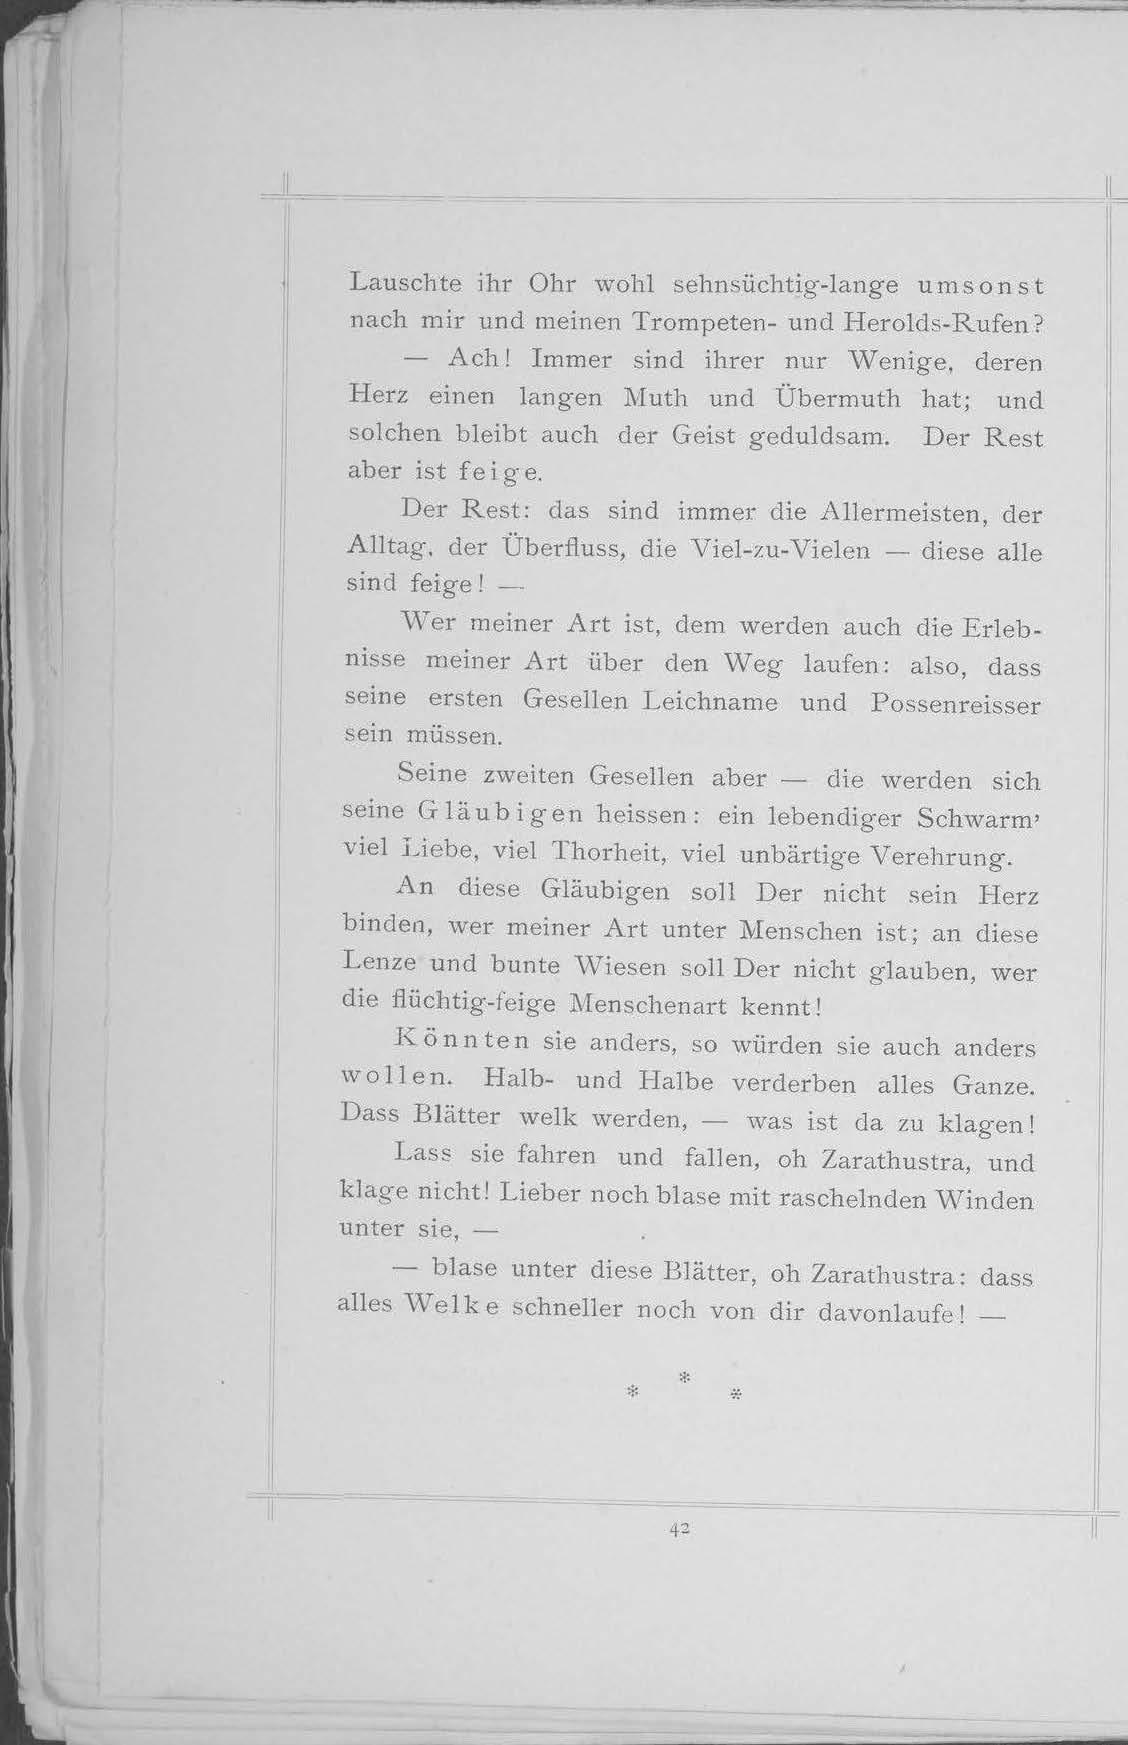 Lauschte ihr Ohr wohl sehnsüchtig-lange umsonst
nach mir und meinen Trompeten- und Herolds-Rufen?
— Ach! Immer sind ihrer nur Wenige, deren
Herz einen langen Muth und Übermuth hat; und
solchen bleibt auch der Geist geduldsam. Der Rest
aber ist feige.
Der Rest: das sind immer die Allermeisten, der
Alltag, der Überfluss, die Viel-zu-Vielen — diese alle
sind feige! —
Wer meiner Art ist, dem werden auch die Erleb-
nisse meiner Art über den Weg laufen: also, dass
seine ersten Gesellen Leichname und Possenreisser
sein müssen.
Seine zweiten Gesellen aber — die werden sich
seine Gläubigen heissen: ein lebendiger Schwarm’
viel Liebe, viel Thorheit, viel unbärtige Verehrung.
An diese Gläubigen soll Der nicht sein Herz
binden, wer meiner Art unter Menschen ist; an diese
Lenze und bunte Wiesen soll Der nicht glauben, wer
die flüchtig-feige Menschenart kennt!
Könnten sie anders, so würden sie auch anders
wollen. Halb- und Halbe verderben alles Ganze.
Dass Blätter welk werden, — was ist da zu klagen!
Lass sie fahren und fallen, oh Zarathustra, und
klage nicht! Lieber noch blase mit raschelnden Winden
unter sie, —
— blase unter diese Blätter, oh Zarathustra: dass
alles Welke schneller noch von dir davonlaufe! —
* * *
42